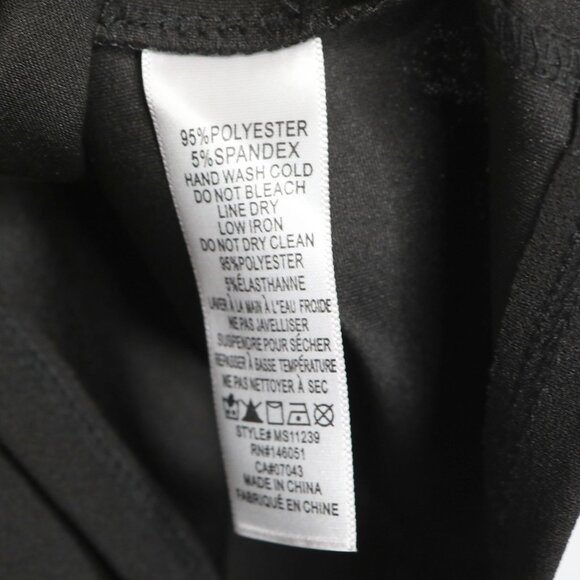 95%POLYESTER
5%SPANDEX
HAND WASH COLD
DO NOT BLEACH
LINE DRY
LOW IRON
DO NOT DRY CLEAN
95%POLYESTER
5%ÉLASTHANNE
LAVER À LA MAIN À L'EAU FROIDE
NE PAS JAVELLISER
SUSPENDRE POUR SÉCHER
REPASSER À BASSE TEMPÉRATURE
NE PAS NETTOYER À SEC
STYLE# MS11239
RN#146051
CA#07043
MADE IN CHINA
FABRIQUÉ EN CHINE